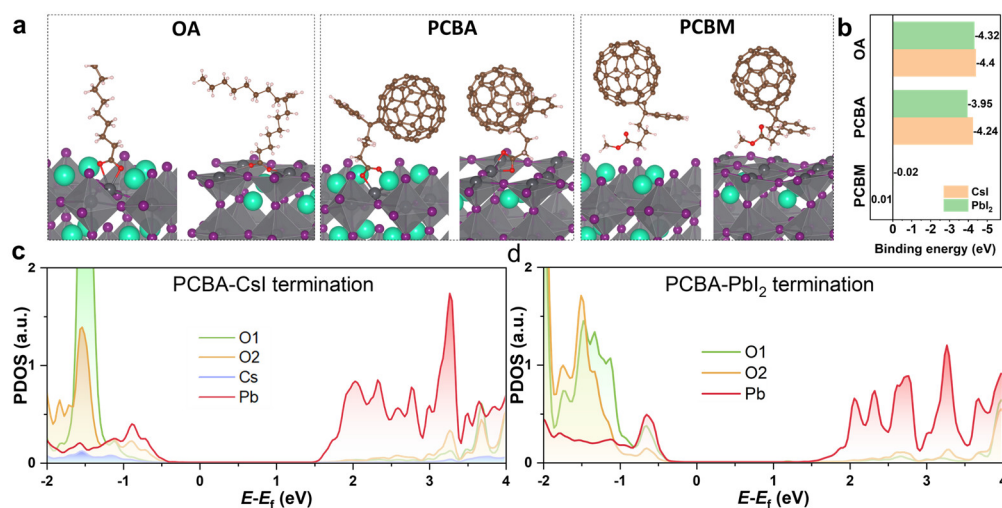 a
OA
PCBA
PCBM
b
OA
PCBA
PCBM
-4.32
-4.4
-3.95
-4.24
-0.02
0.01
CsI
PbI₂
0 -1 -2 -3 -4 -5
Binding energy (eV)
c
PCBA-CsI termination
O1
O2
Cs
Pb
PDOS (a.u.)
2
1
0
-2 -1 0 1 2 3 4
E-Ef (eV)
d
PCBA-PbI₂ termination
O1
O2
Pb
PDOS (a.u.)
2
1
0
-2 -1 0 1 2 3 4
E-Ef (eV)